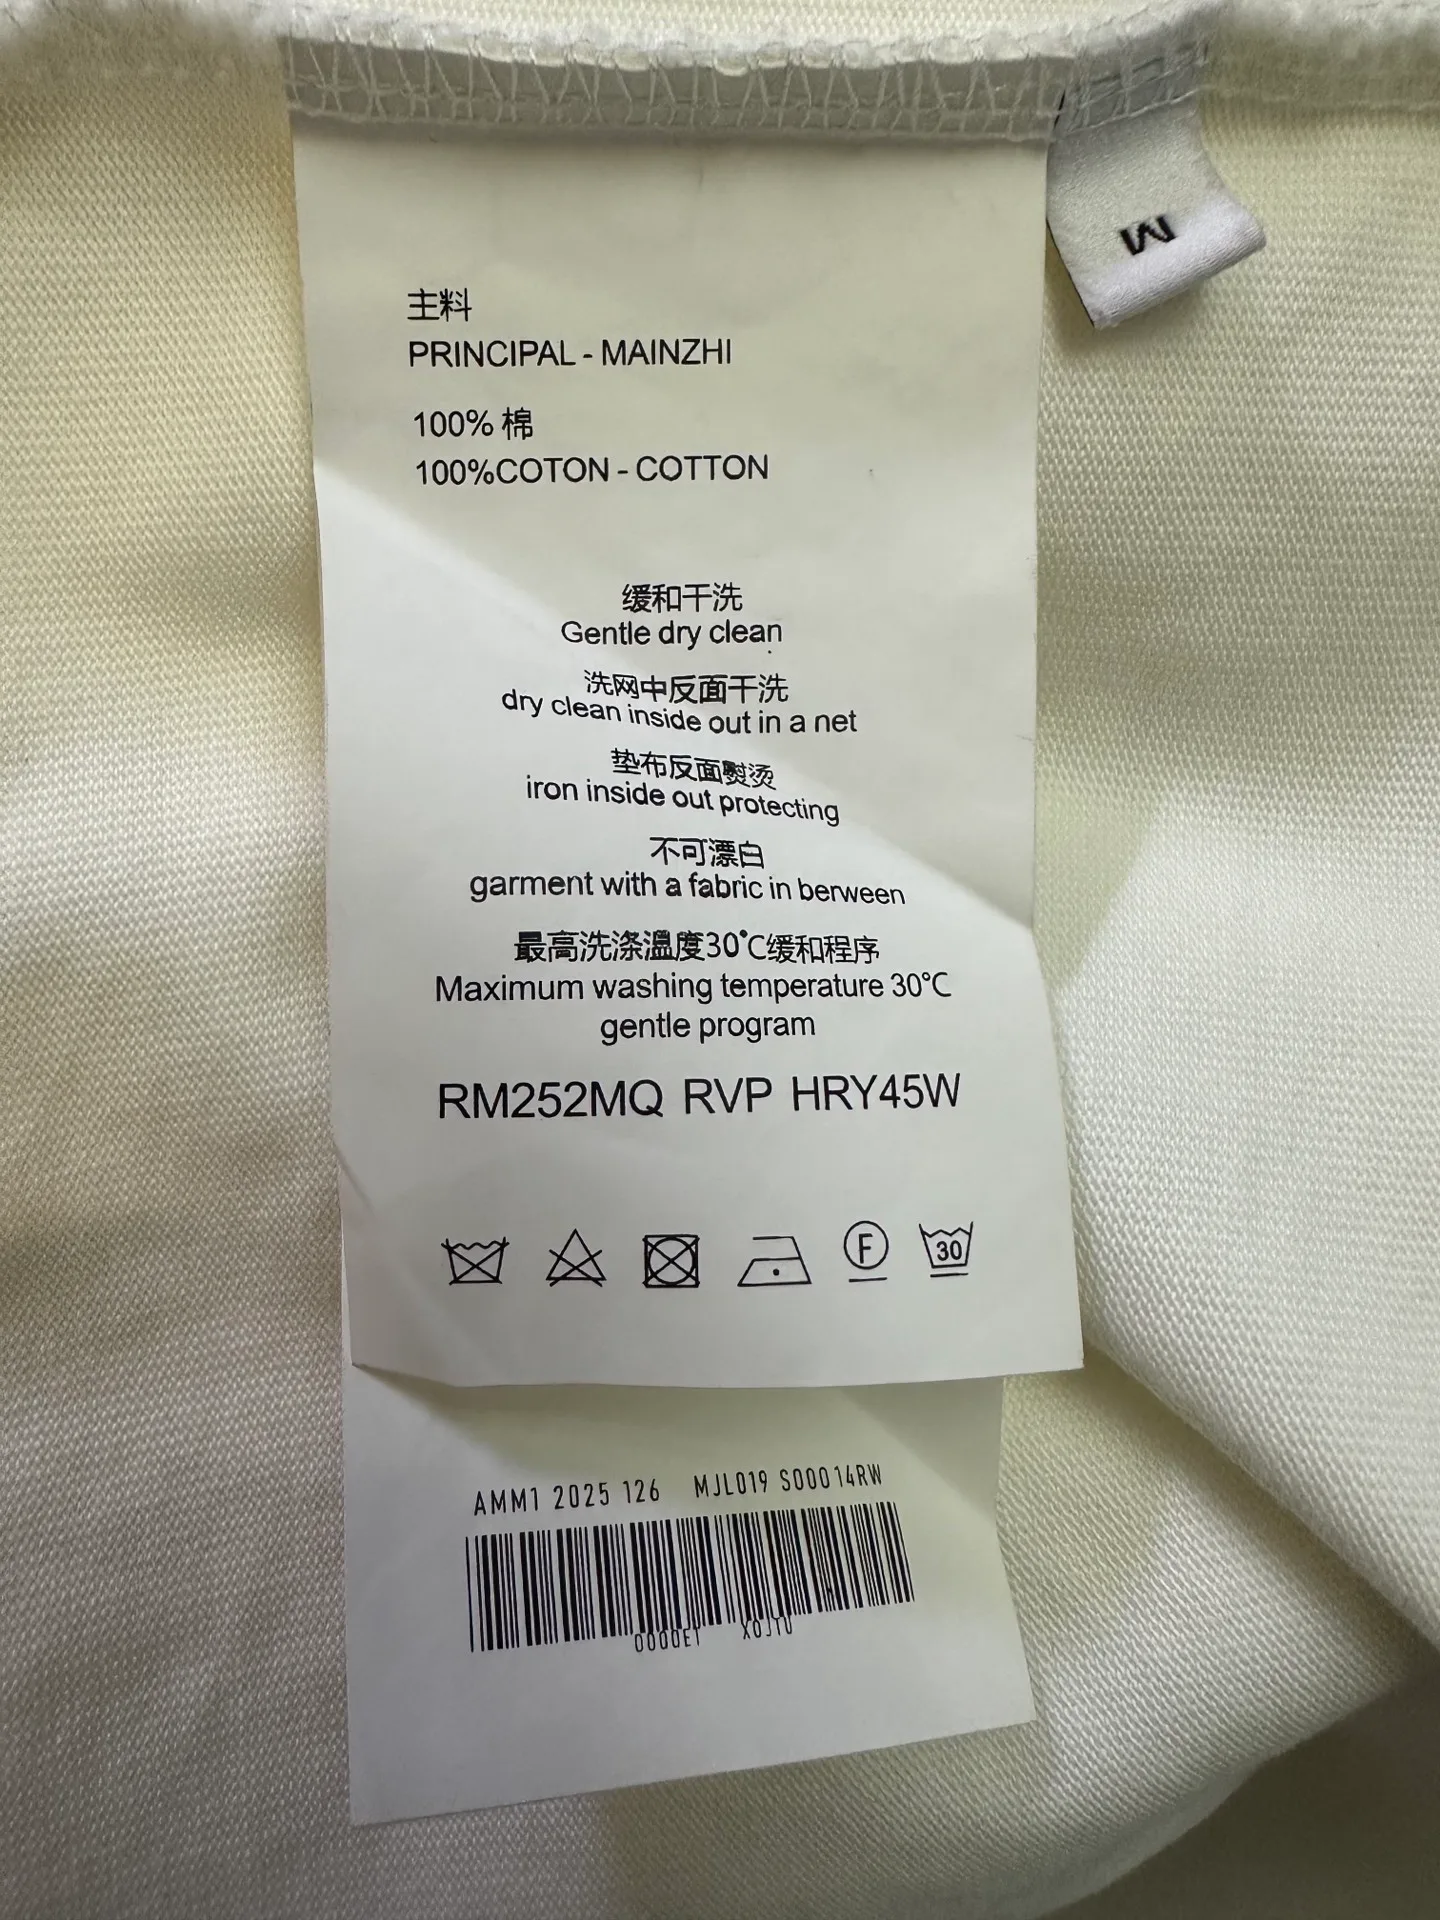 M
主料
PRINCIPAL - MAINZHI
100% 棉
100%COTON - COTTON
缓和干洗
Gentle dry clean
洗网中反面干洗
dry clean inside out in a net
垫布反面熨烫
iron inside out protecting
不可漂白
garment with a fabric in berween
最高洗涤温度30℃缓和程序
Maximum washing temperature 30℃
gentle program
RM252MQ RVP HRY45W
F
30
AMM1 2025 126 MJL019 S00014RW